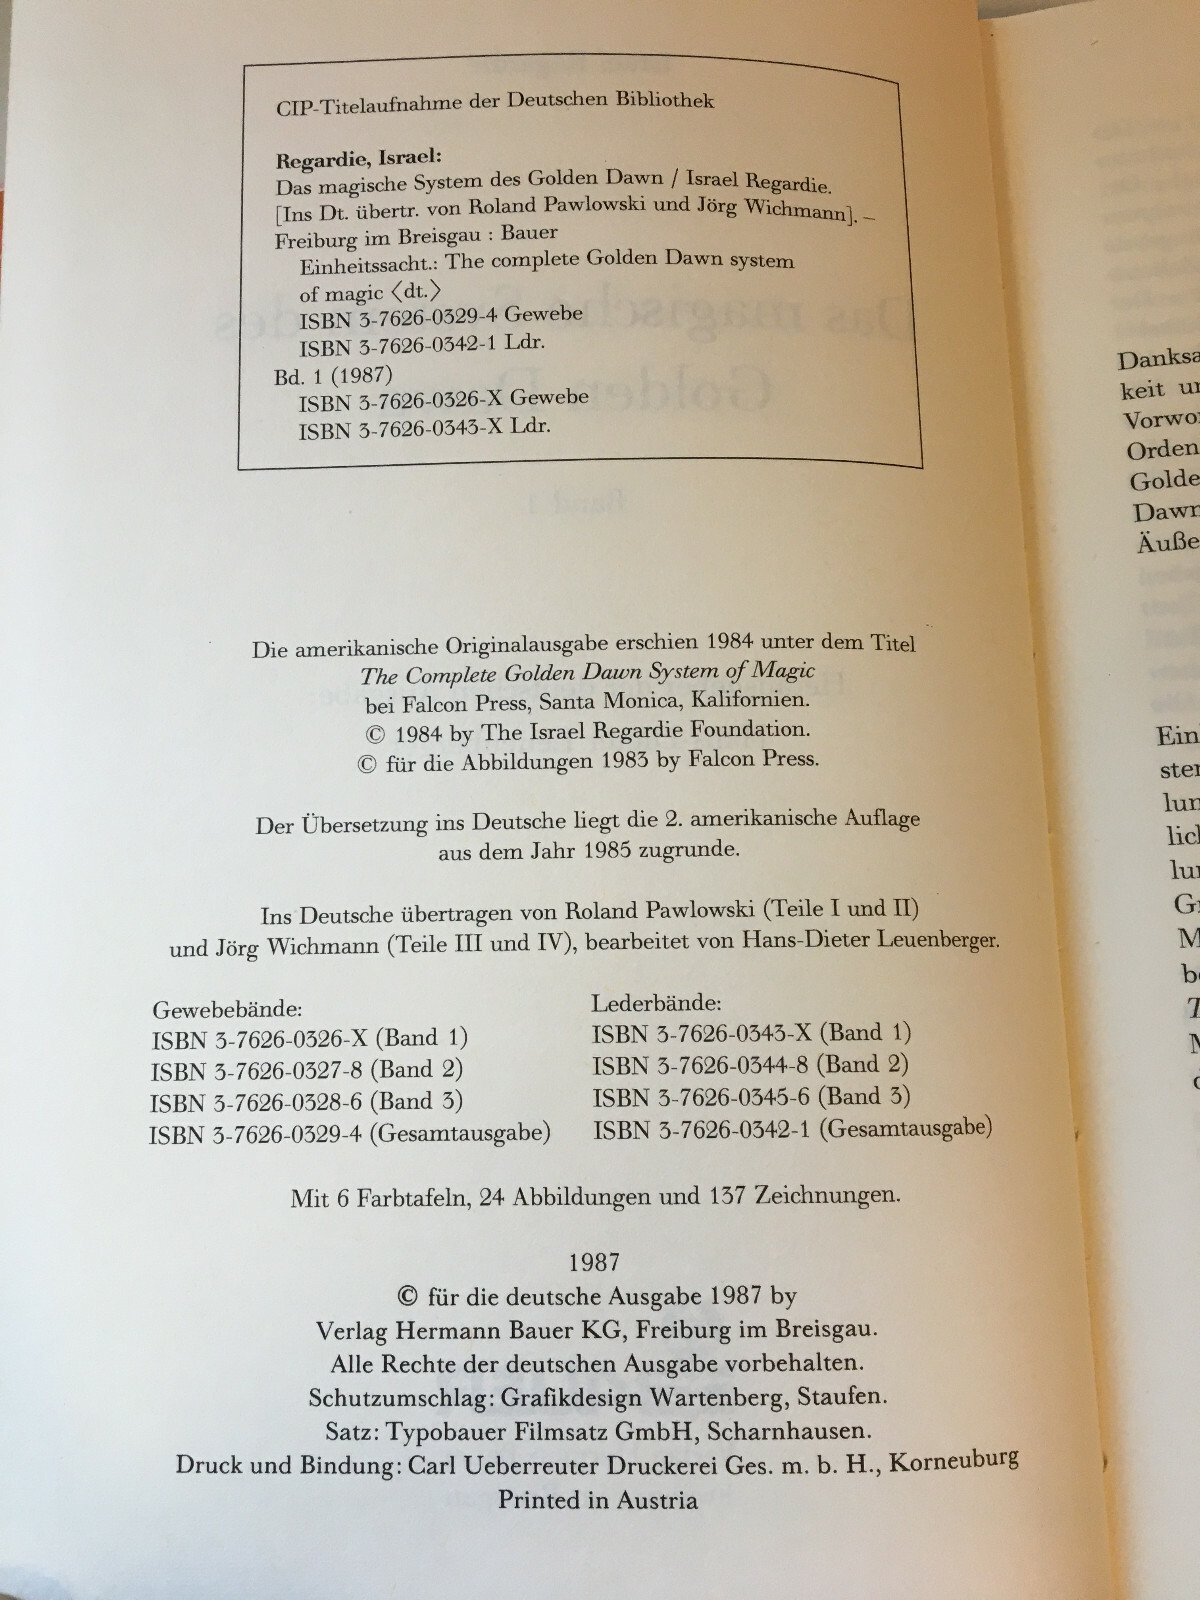 CIP-Titelaufnahme der Deutschen Bibliothek
Regardie, Israel:
Das magische System des Golden Dawn / Israel Regardie.
[Ins Dt. übertr. von Roland Pawlowski und Jörg Wichmann]. –
Freiburg im Breisgau : Bauer
Einheitssacht.: The complete Golden Dawn system
of magic ⟨dt.⟩
ISBN 3-7626-0329-4 Gewebe
ISBN 3-7626-0342-1 Ldr.
Bd. 1 (1987)
ISBN 3-7626-0326-X Gewebe
ISBN 3-7626-0343-X Ldr.
Die amerikanische Originalausgabe erschien 1984 unter dem Titel
The Complete Golden Dawn System of Magic
bei Falcon Press, Santa Monica, Kalifornien.
© 1984 by The Israel Regardie Foundation.
© für die Abbildungen 1983 by Falcon Press.
Der Übersetzung ins Deutsche liegt die 2. amerikanische Auflage
aus dem Jahr 1985 zugrunde.
Ins Deutsche übertragen von Roland Pawlowski (Teile I und II)
und Jörg Wichmann (Teile III und IV), bearbeitet von Hans-Dieter Leuenberger.
Gewebebände:
ISBN 3-7626-0326-X (Band 1)
ISBN 3-7626-0327-8 (Band 2)
ISBN 3-7626-0328-6 (Band 3)
ISBN 3-7626-0329-4 (Gesamtausgabe)
Lederbände:
ISBN 3-7626-0343-X (Band 1)
ISBN 3-7626-0344-8 (Band 2)
ISBN 3-7626-0345-6 (Band 3)
ISBN 3-7626-0342-1 (Gesamtausgabe)
Mit 6 Farbtafeln, 24 Abbildungen und 137 Zeichnungen.
1987
© für die deutsche Ausgabe 1987 by
Verlag Hermann Bauer KG, Freiburg im Breisgau.
Alle Rechte der deutschen Ausgabe vorbehalten.
Schutzumschlag: Grafikdesign Wartenberg, Staufen.
Satz: Typobauer Filmsatz GmbH, Scharnhausen.
Druck und Bindung: Carl Ueberreuter Druckerei Ges. m. b. H., Korneuburg
Printed in Austria
Danksa
keit un
Vorwo
Orden
Golde
Dawn
Äuße
Ein
ster
lun
lich
lun